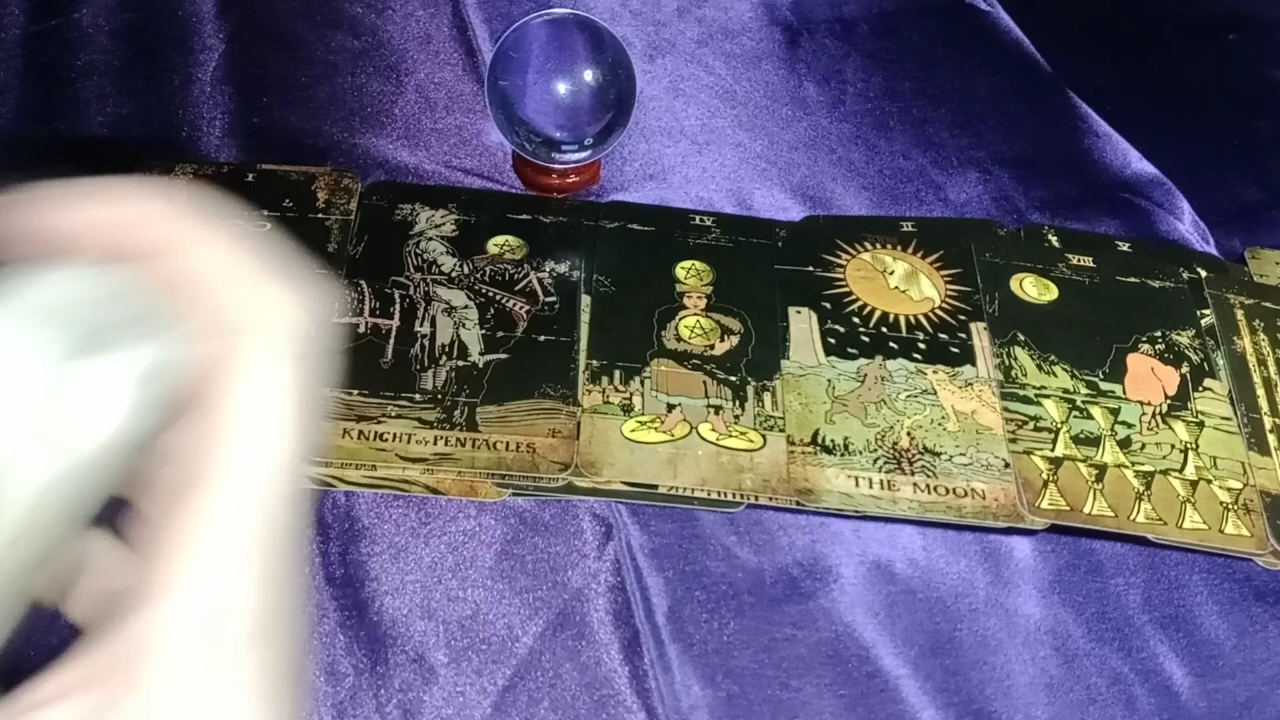 I
KNIGHT OF PENTACLES
IV
II
THE MOON
V
VIII